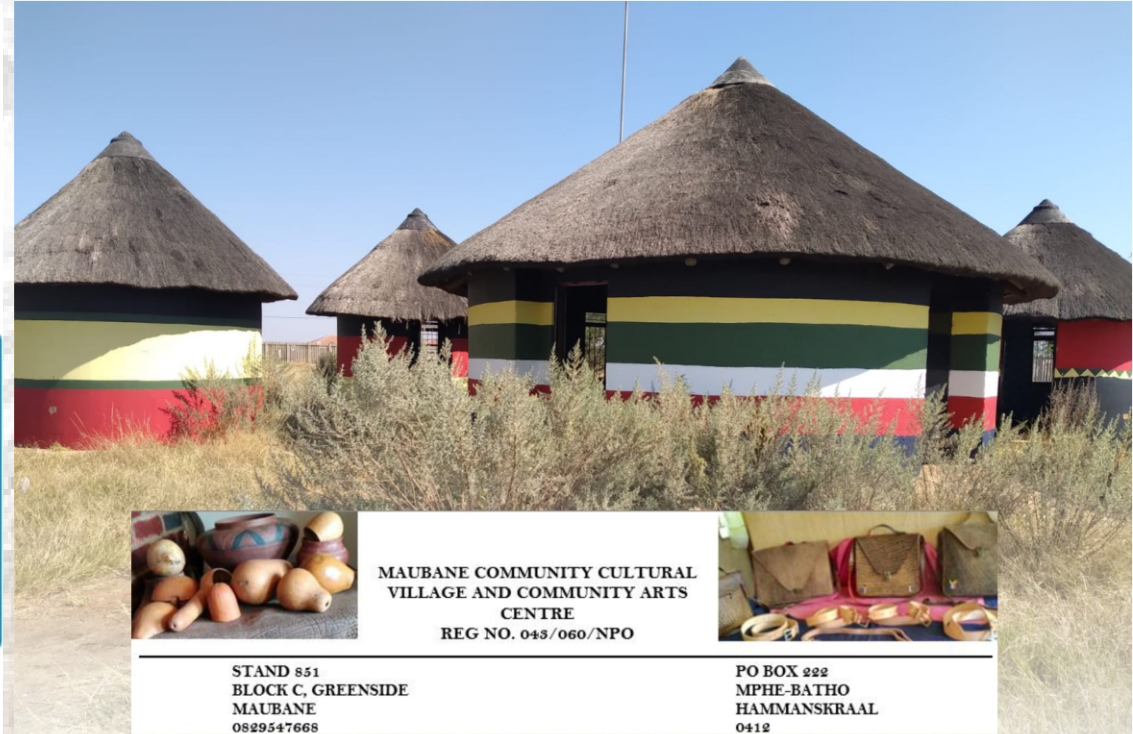 MAUBANE COMMUNITY CULTURAL
VILLAGE AND COMMUNITY ARTS
CENTRE
REG NO. 043/060/NPO
STAND 851
BLOCK C, GREENSIDE
MAUBANE
0829547668
PO BOX 222
MPHE-BATHO
HAMMANSKRAAL
0412